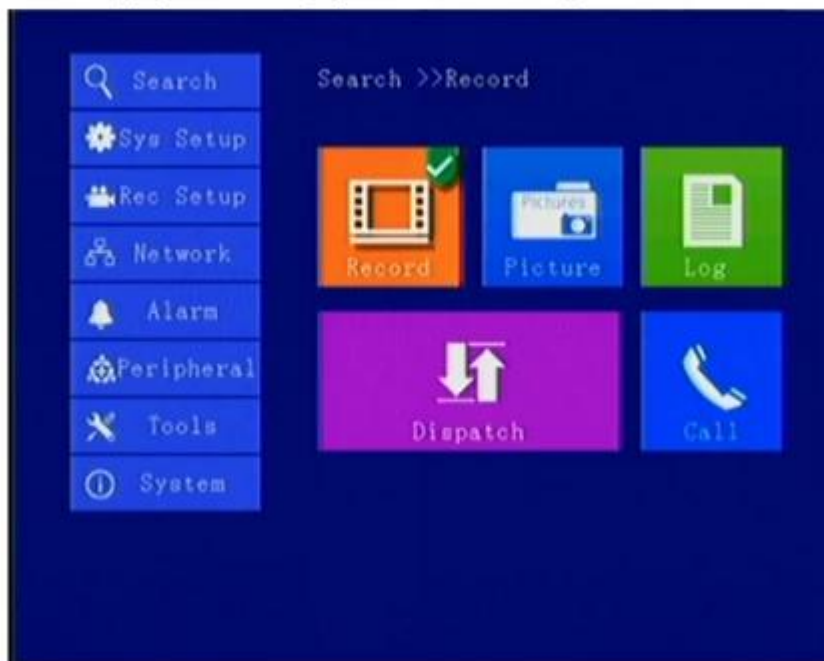 Search
Sys Setup
Rec Setup
Network
Alarm
Peripheral
Tools
System
Search >>Record
Record
Pictures
Picture
Log
Dispatch
Call